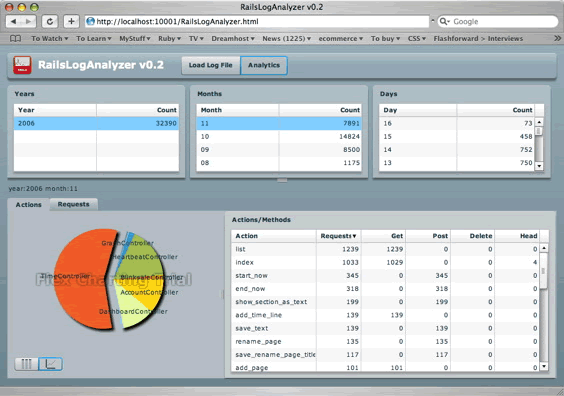 RailsLogAnalyzer v0.2
http://localhost:10001/RailsLogAnalyzer.html
Google
To Watch To Learn MyStuff Ruby TV Dreamhost News (1225) ecommerce To buy CSS Flashforward > Interviews
RailsLogAnalyzer v0.2 Load Log File Analytics
Years Months Days
Year Count Month Count Day Count
2006 32390 11 7891 16 73
10 14824 15 458
09 8500 14 752
08 1175 13 750
year:2006 month:11
Actions Requests
GraphController
HeartbeatController
TimeController BlinksaleController
Flex Charting Trial
AccountController
DashboardController
Actions/Methods
Action Requests▼ Get Post Delete Head
list 1239 1239 0 0 0
index 1033 1029 0 0 4
start_now 345 0 345 0 0
end_now 318 0 318 0 0
show_section_as_text 199 0 199 0 0
add_time_line 139 139 0 0 0
save_text 139 0 139 0 0
rename_page 135 0 135 0 0
save_rename_page_title 117 0 117 0 0
add_page 101 101 0 0 0